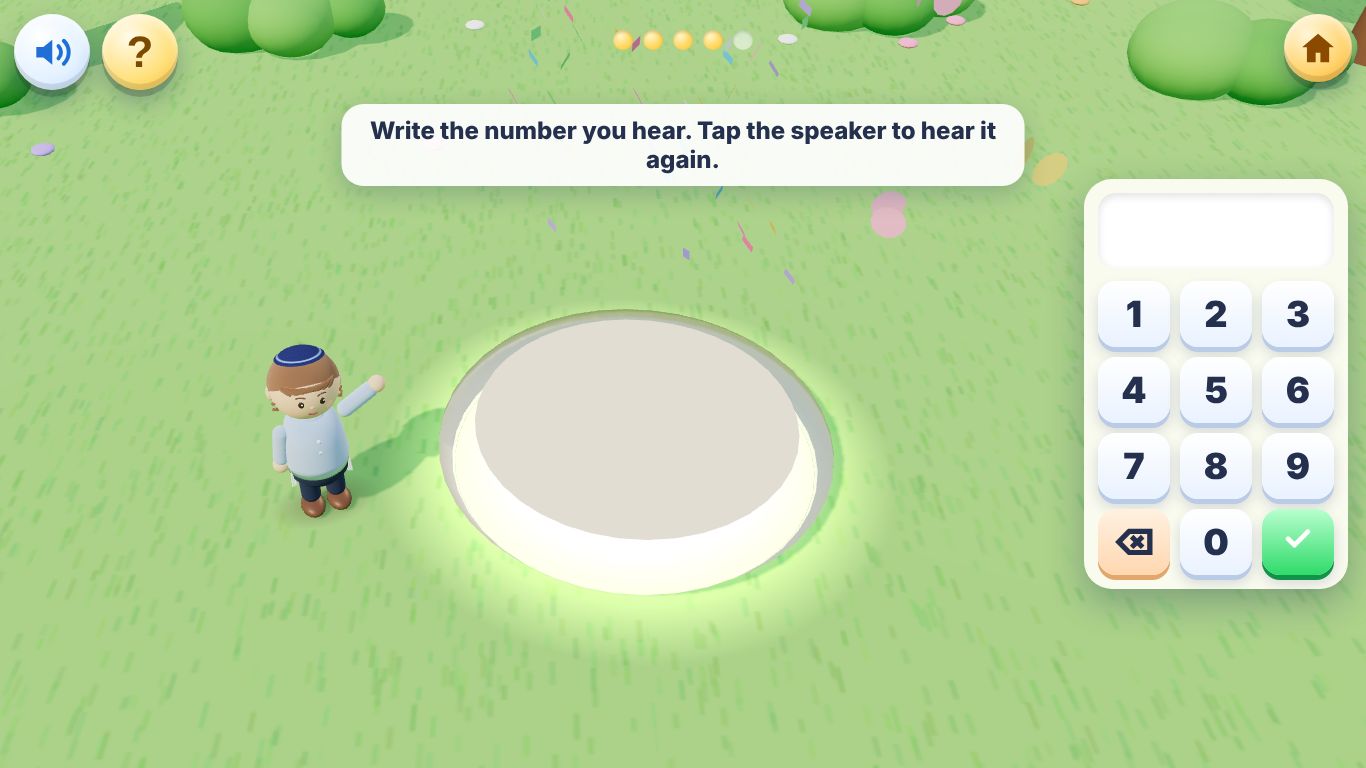 ?
Write the number you hear. Tap the speaker to hear it
again.
1 2 3
4 5 6
7 8 9
0